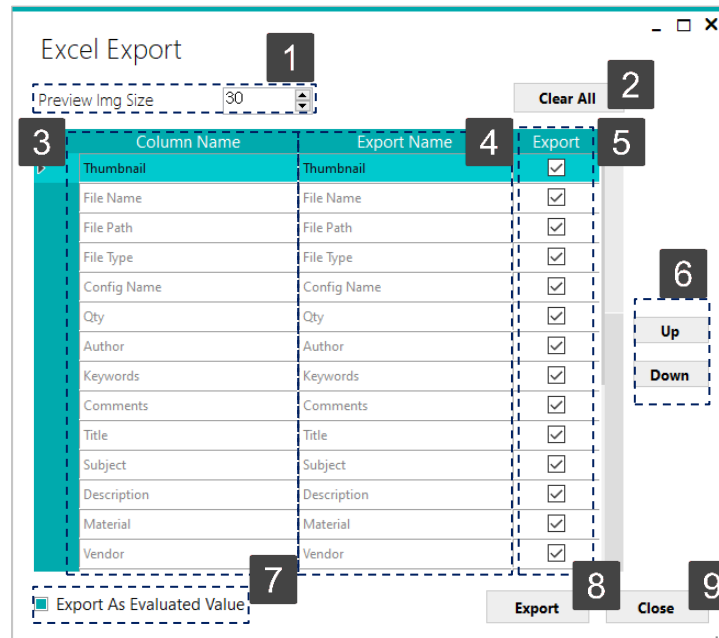 Excel Export
1
Preview Img Size 30
Clear All 2
3 Column Name Export Name 4 Export 5
Thumbnail Thumbnail
File Name File Name
File Path File Path
File Type File Type
Config Name Config Name
6
Qty Qty
Up
Author Author
Keywords Keywords
Down
Comments Comments
Title Title
Subject Subject
Description Description
Material Material
Vendor Vendor
7
8
9
Export As Evaluated Value
Export
Close